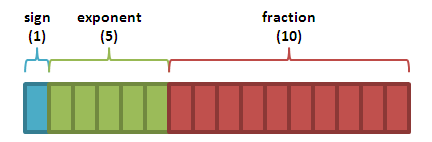 sign exponent fraction
(1) (5) (10)